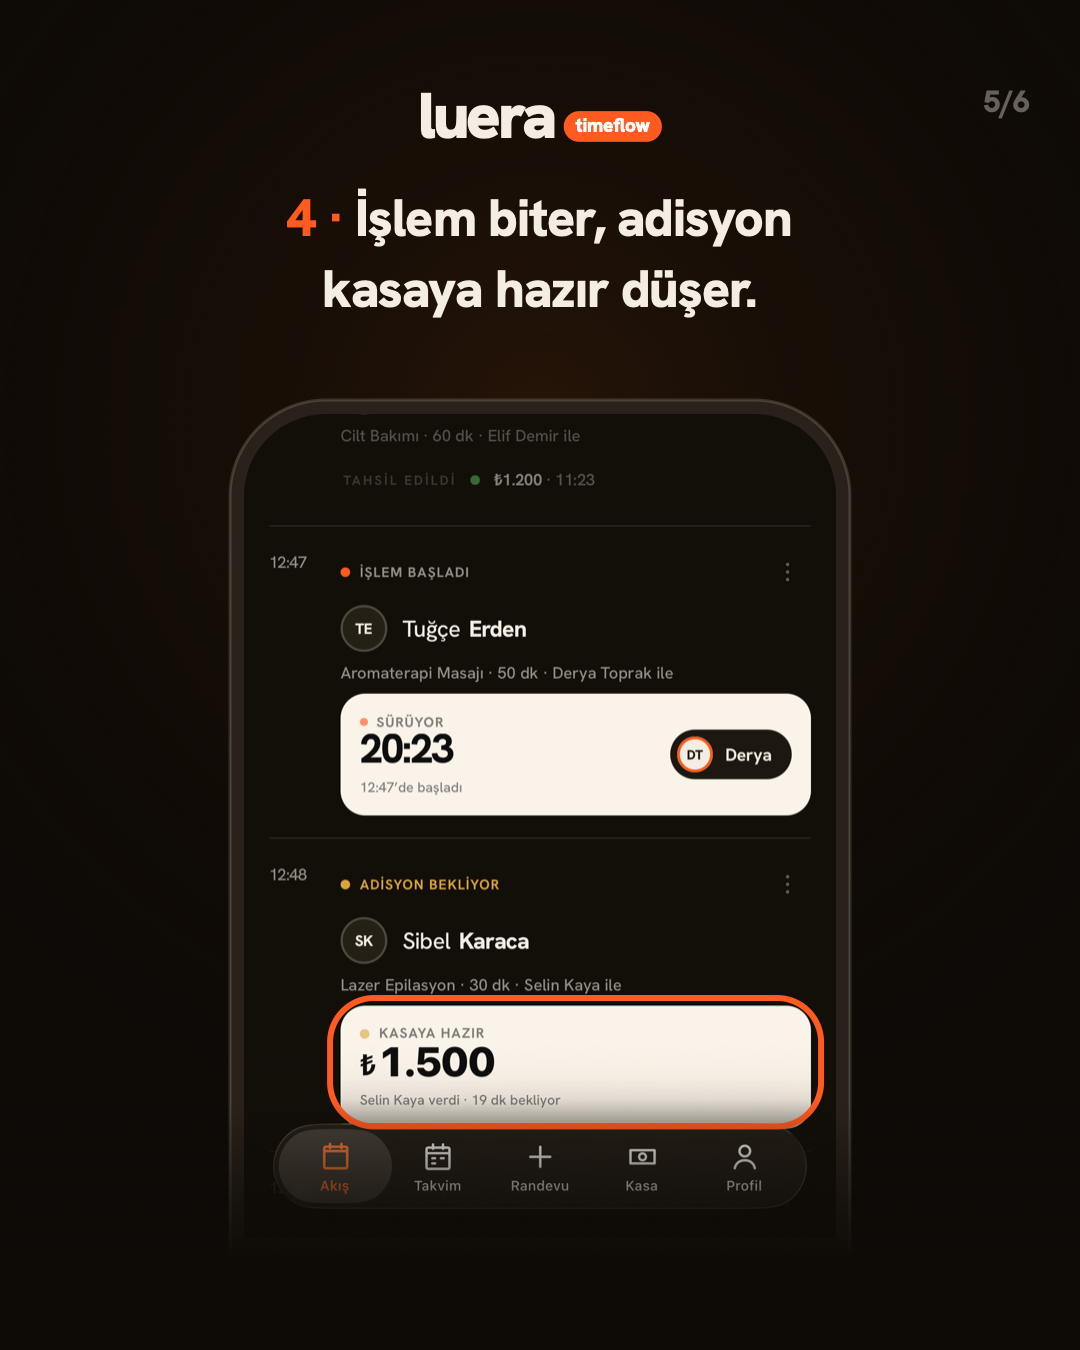 luera timeflow
5/6
4 · İşlem biter, adisyon
kasaya hazır düşer.
Cilt Bakımı · 60 dk · Elif Demir ile
TAHSİL EDİLDİ ₺1.200 · 11:23
12:47
İŞLEM BAŞLADI
TE Tuğçe Erden
Aromaterapi Masajı · 50 dk · Derya Toprak ile
SÜRÜYOR
20:23
12:47’de başladı
DT Derya
12:48
ADİSYON BEKLİYOR
SK Sibel Karaca
Lazer Epilasyon · 30 dk · Selin Kaya ile
KASAYA HAZIR
₺1.500
Selin Kaya verdi · 19 dk bekliyor
Akış Takvim Randevu Kasa Profil